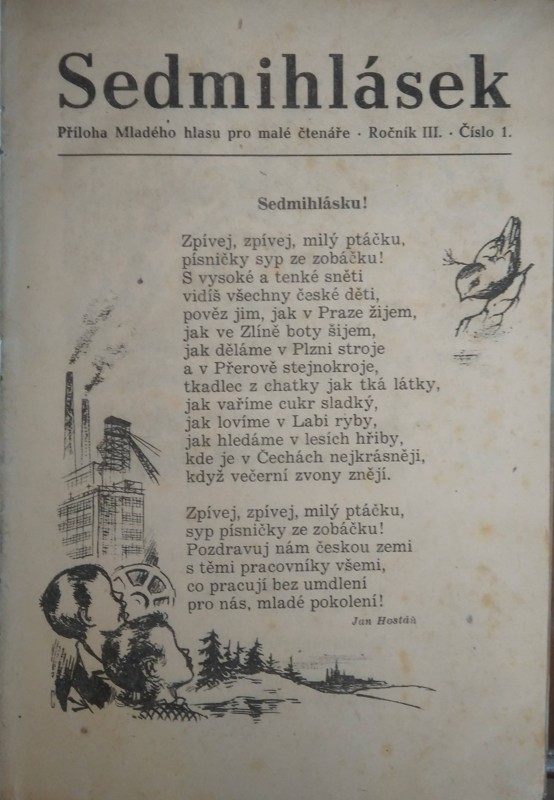 Sedmihlásek
Příloha Mladého hlasu pro malé čtenáře · Ročník III. · Číslo 1.
Sedmihlásku!
Zpívej, zpívej, milý ptáčku,
písničky syp ze zobáčku!
S vysoké a tenké sněti
vidíš všechny české děti,
pověz jim, jak v Praze žijem,
jak ve Zlíně boty šijem,
jak děláme v Plzni stroje
a v Přerově stejnokroje,
tkadlec z chatky jak tká látky,
jak vaříme cukr sladký,
jak lovíme v Labi ryby,
jak hledáme v lesích hřiby,
kde je v Čechách nejkrásněji,
když večerní zvony znějí.
Zpívej, zpívej, milý ptáčku,
syp písničky ze zobáčku!
Pozdravuj nám českou zemi
s těmi pracovníky všemi,
co pracují bez umdlení
pro nás, mladé pokolení!
Jan Hostáň